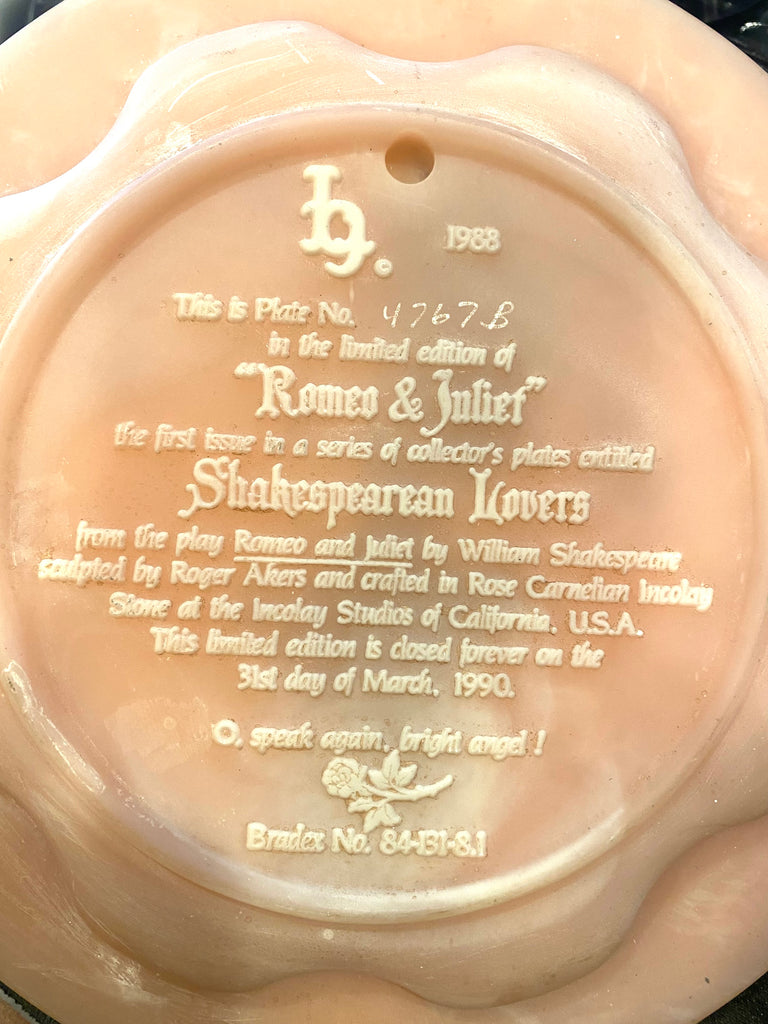 ©
1988
This is Plate No. 4767B
in the limited edition of
“Romeo & Juliet”
the first issue in a series of collector's plates entitled
Shakespearean Lovers
from the play Romeo and Juliet by William Shakespeare
sculpted by Roger Akers and crafted in Rose Carnelian Incolay
Stone at the Incolay Studios of California, U.S.A.
This limited edition is closed forever on the
31st day of March, 1990.
O, speak again, bright angel !
Bradex No. 84-131-8.1